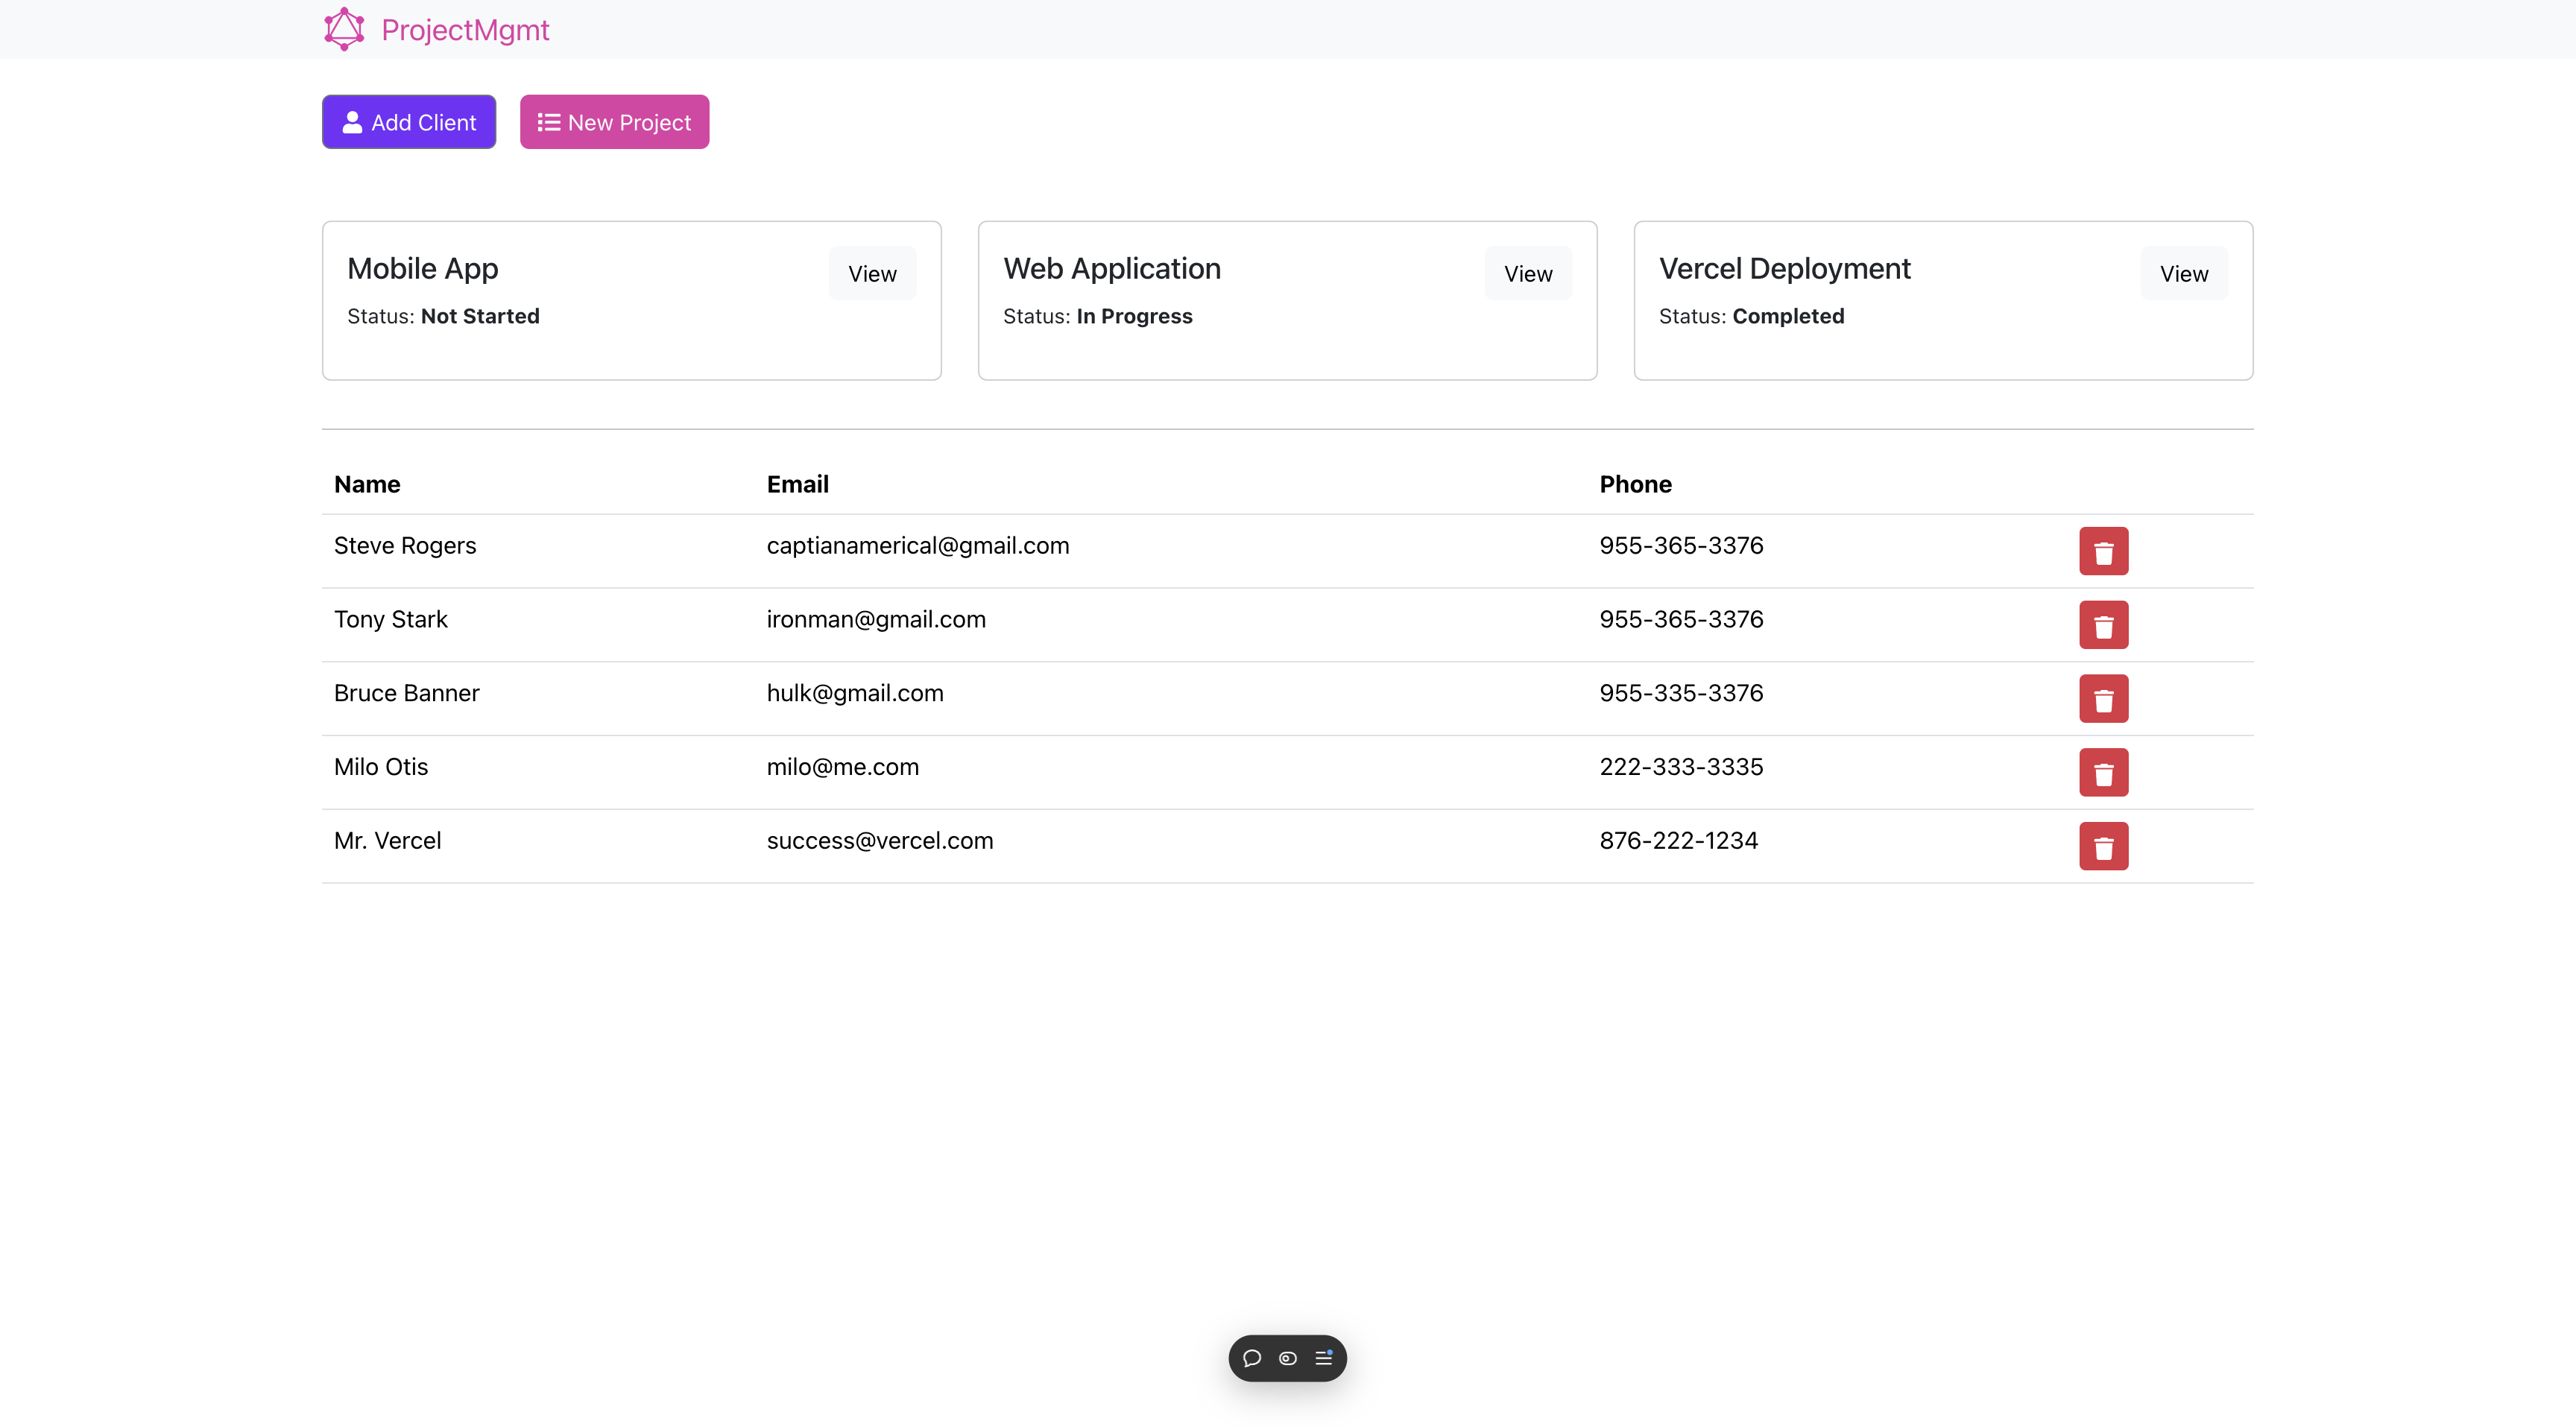 ProjectMgmt
Add Client New Project
Mobile App View
Status: Not Started
Web Application View
Status: In Progress
Vercel Deployment View
Status: Completed
Name Email Phone
Steve Rogers captianamerical@gmail.com 955-365-3376
Tony Stark ironman@gmail.com 955-365-3376
Bruce Banner hulk@gmail.com 955-335-3376
Milo Otis milo@me.com 222-333-3335
Mr. Vercel success@vercel.com 876-222-1234